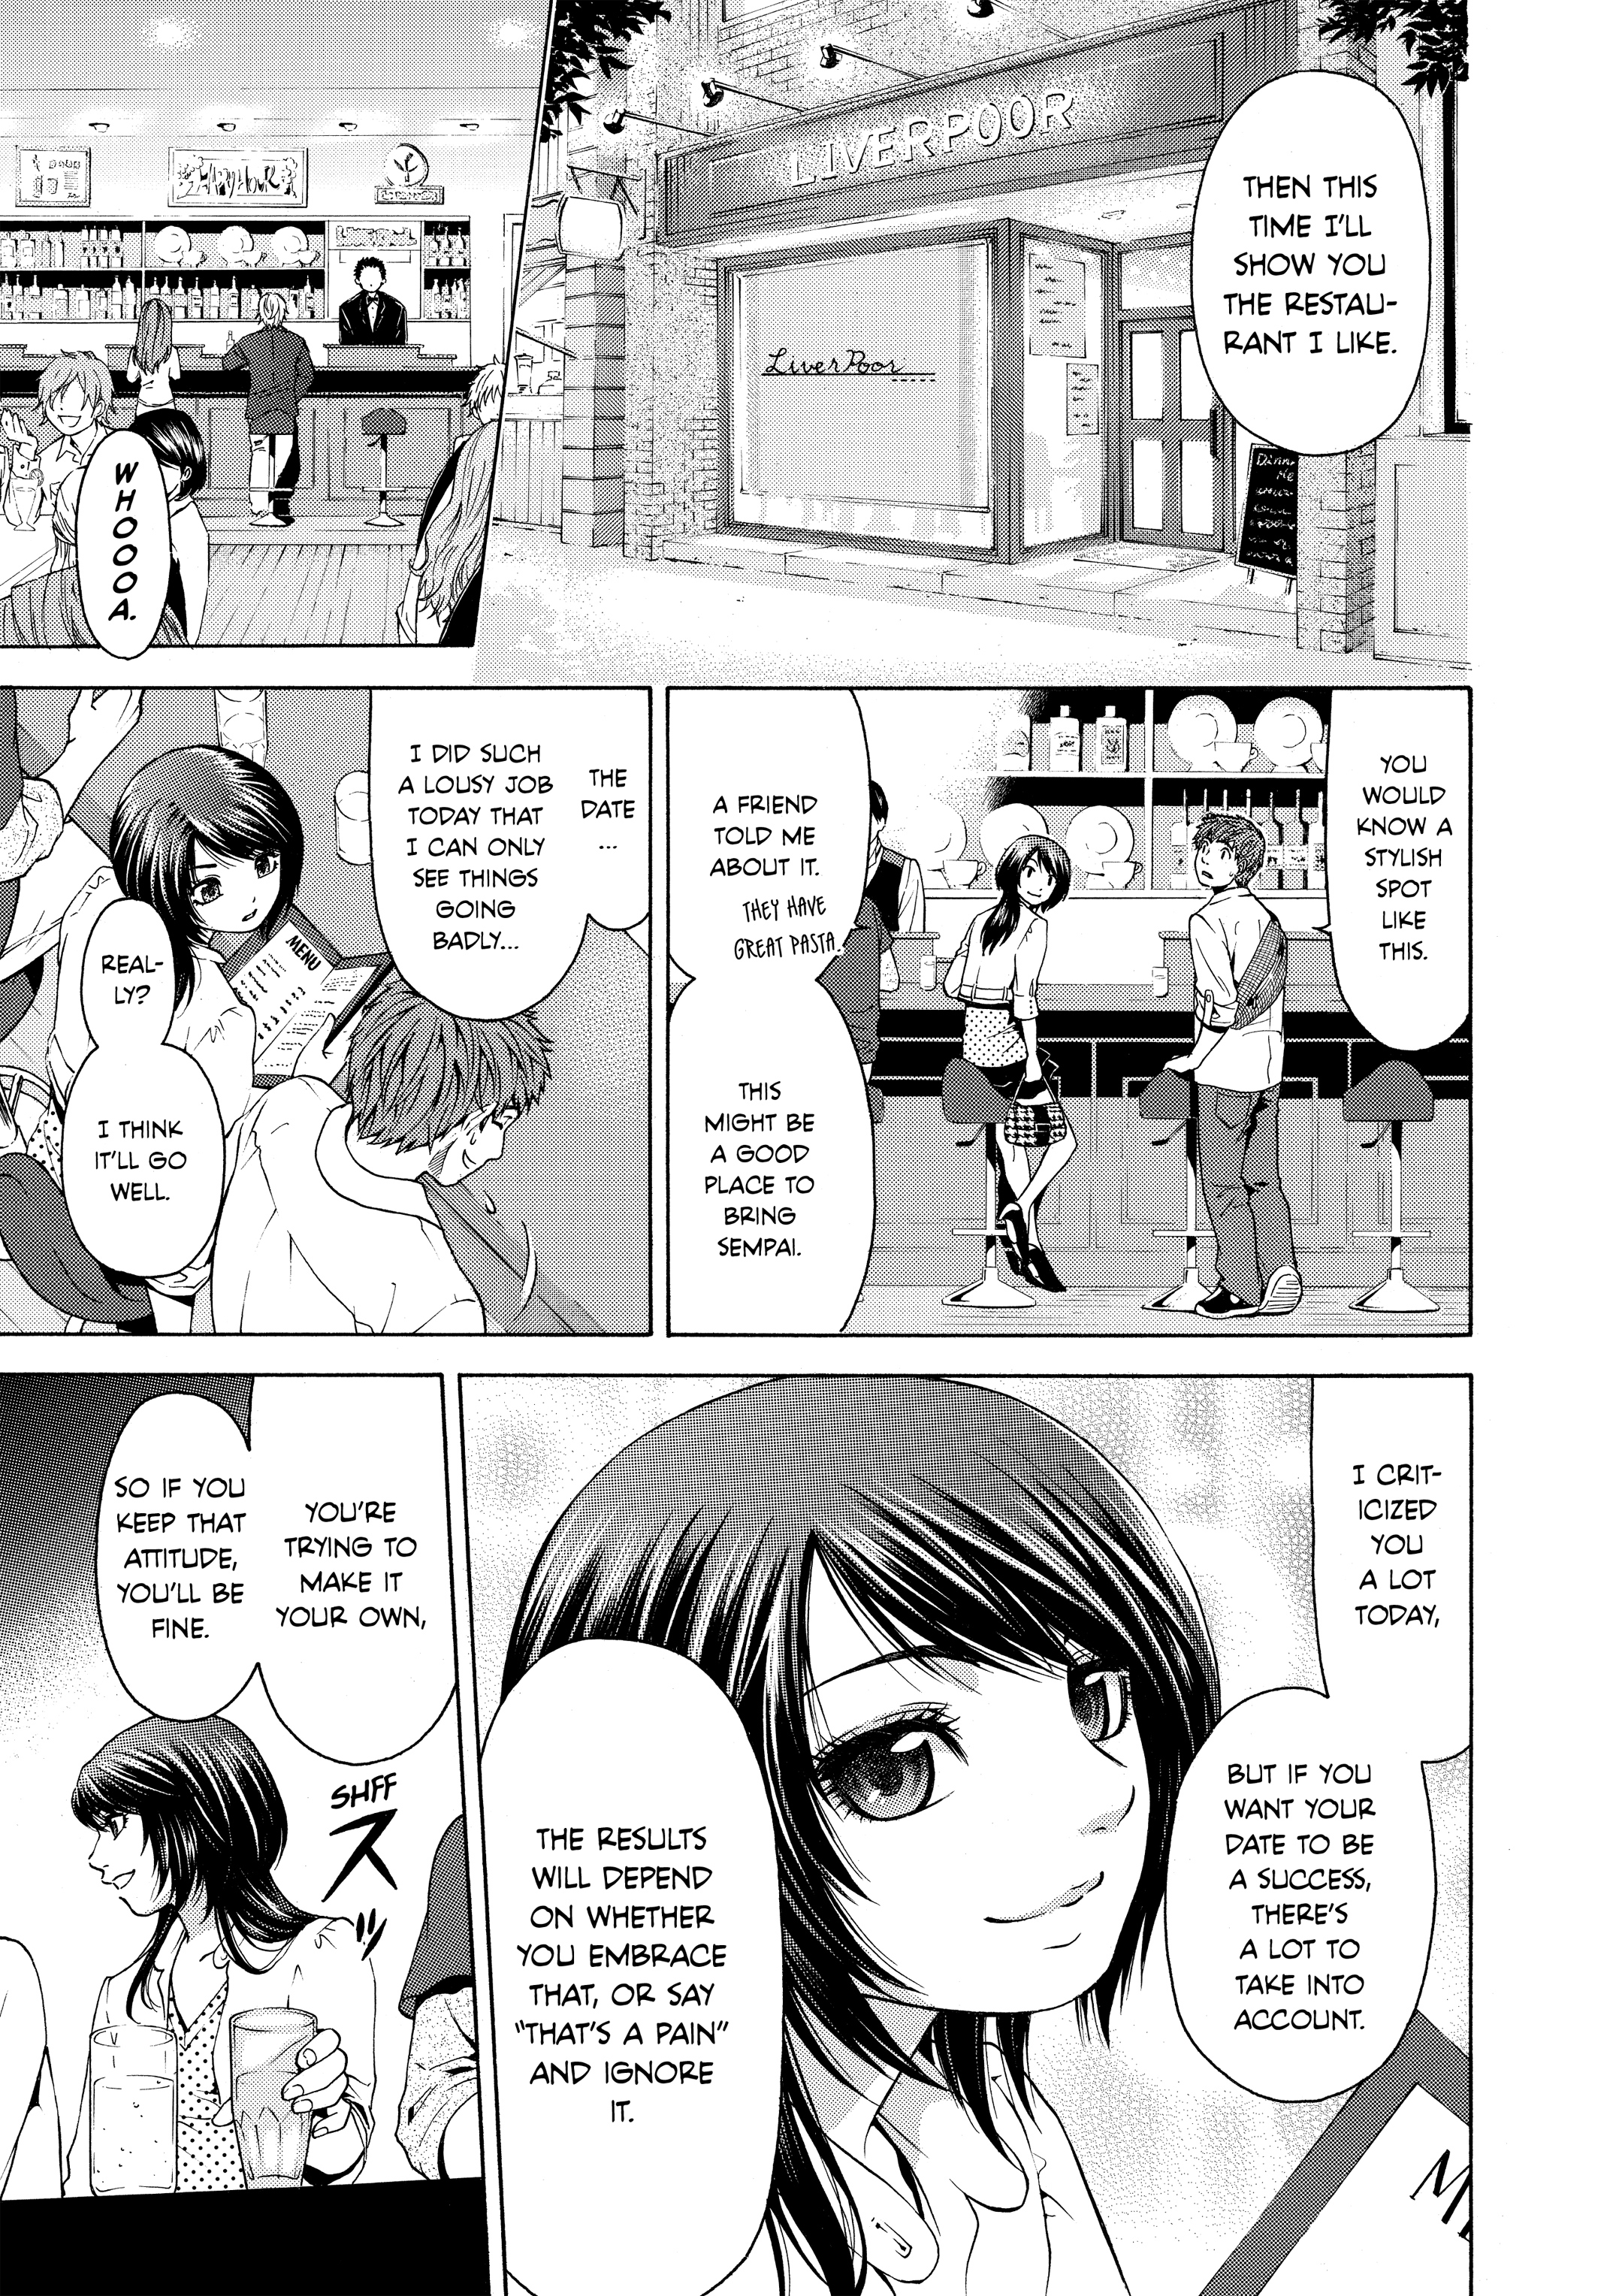 THEN THIS
TIME I'LL
SHOW YOU
THE RESTAU-
RANT I LIKE.
LIVERPOOR
LiverPoor
Dinn
Me
HAPPY HOUR
WHOOOA.
YOU
WOULD
KNOW A
STYLISH
SPOT
LIKE
THIS.
A FRIEND
TOLD ME
ABOUT IT.
THEY HAVE
GREAT PASTA.
THIS
MIGHT BE
A GOOD
PLACE TO
BRING
SEMPAI.
THE
DATE
...
I DID SUCH
A LOUSY JOB
TODAY THAT
I CAN ONLY
SEE THINGS
GOING
BADLY...
MENU
REAL-
LY?
I THINK
IT'LL GO
WELL.
I CRIT-
ICIZED
YOU
A LOT
TODAY,
BUT IF YOU
WANT YOUR
DATE TO BE
A SUCCESS,
THERE'S
A LOT TO
TAKE INTO
ACCOUNT.
THE RESULTS
WILL DEPEND
ON WHETHER
YOU EMBRACE
THAT, OR SAY
"THAT'S A PAIN"
AND IGNORE
IT.
YOU'RE
TRYING TO
MAKE IT
YOUR OWN,
SO IF YOU
KEEP THAT
ATTITUDE,
YOU'LL BE
FINE.
SHFF
スッ